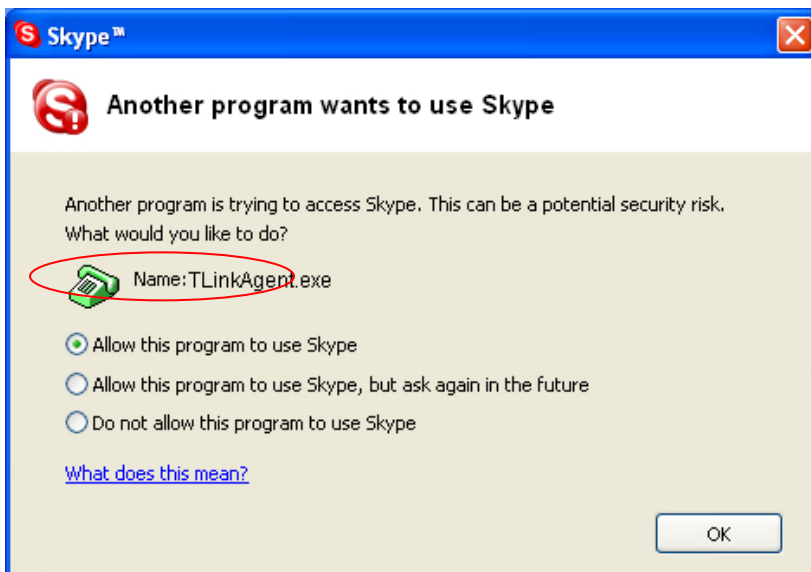 Skype™
Another program wants to use Skype
Another program is trying to access Skype. This can be a potential security risk.
What would you like to do?
Name:TLinkAgent.exe
Allow this program to use Skype
Allow this program to use Skype, but ask again in the future
Do not allow this program to use Skype
What does this mean?
OK